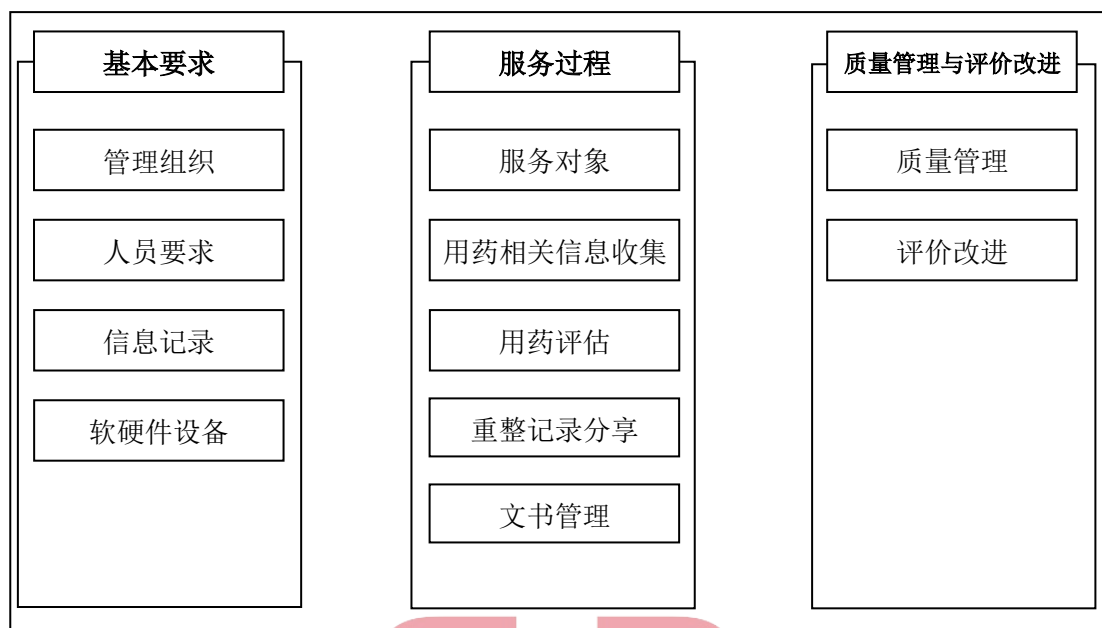 基本要求
管理组织
人员要求
信息记录
软硬件设备
服务过程
服务对象
用药相关信息收集
用药评估
重整记录分享
文书管理
质量管理与评价改进
质量管理
评价改进